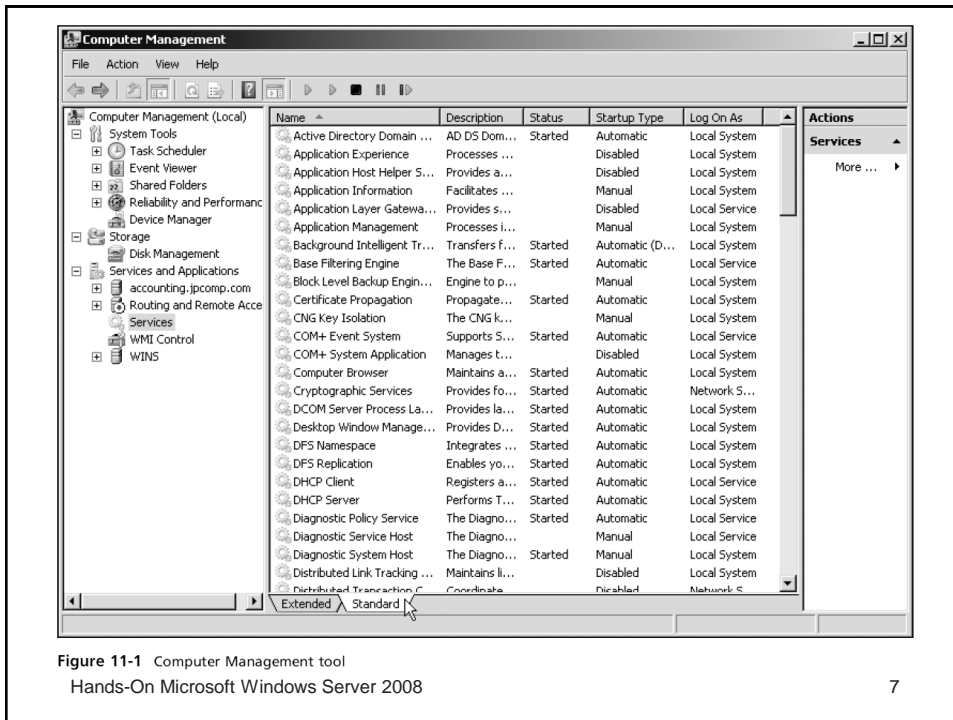 Computer Management
File Action View Help
Computer Management (Local)
System Tools
Task Scheduler
Event Viewer
Shared Folders
Reliability and Performanc
Device Manager
Storage
Disk Management
Services and Applications
accounting.jpcomp.com
Routing and Remote Acce
Services
WMI Control
WINS
Name Description Status Startup Type Log On As
Active Directory Domain ... AD DS Dom... Started Automatic Local System
Application Experience Processes ... Disabled Local System
Application Host Helper S... Provides a... Disabled Local System
Application Information Facilitates ... Manual Local System
Application Layer Gatewa... Provides s... Disabled Local Service
Application Management Processes i... Manual Local System
Background Intelligent Tr... Transfers f... Started Automatic (D... Local System
Base Filtering Engine The Base F... Started Automatic Local Service
Block Level Backup Engin... Engine to p... Manual Local System
Certificate Propagation Propagate... Started Automatic Local System
CNG Key Isolation The CNG k... Manual Local System
COM+ Event System Supports S... Started Automatic Local Service
COM+ System Application Manages t... Disabled Local System
Computer Browser Maintains a... Started Automatic Local System
Cryptographic Services Provides fo... Started Automatic Network S...
DCOM Server Process La... Provides la... Started Automatic Local System
Desktop Window Manage... Provides D... Started Automatic Local System
DFS Namespace Integrates ... Started Automatic Local System
DFS Replication Enables yo... Started Automatic Local System
DHCP Client Registers a... Started Automatic Local Service
DHCP Server Performs T... Started Automatic Local System
Diagnostic Policy Service The Diagno... Started Automatic Local Service
Diagnostic Service Host The Diagno... Manual Local Service
Diagnostic System Host The Diagno... Started Manual Local System
Distributed Link Tracking ... Maintains li... Disabled Local System
Distributed Transaction C... Coordinate... Disabled Network S...
Extended Standard
Actions
Services
More ...
Figure 11-1 Computer Management tool
Hands-On Microsoft Windows Server 2008 7